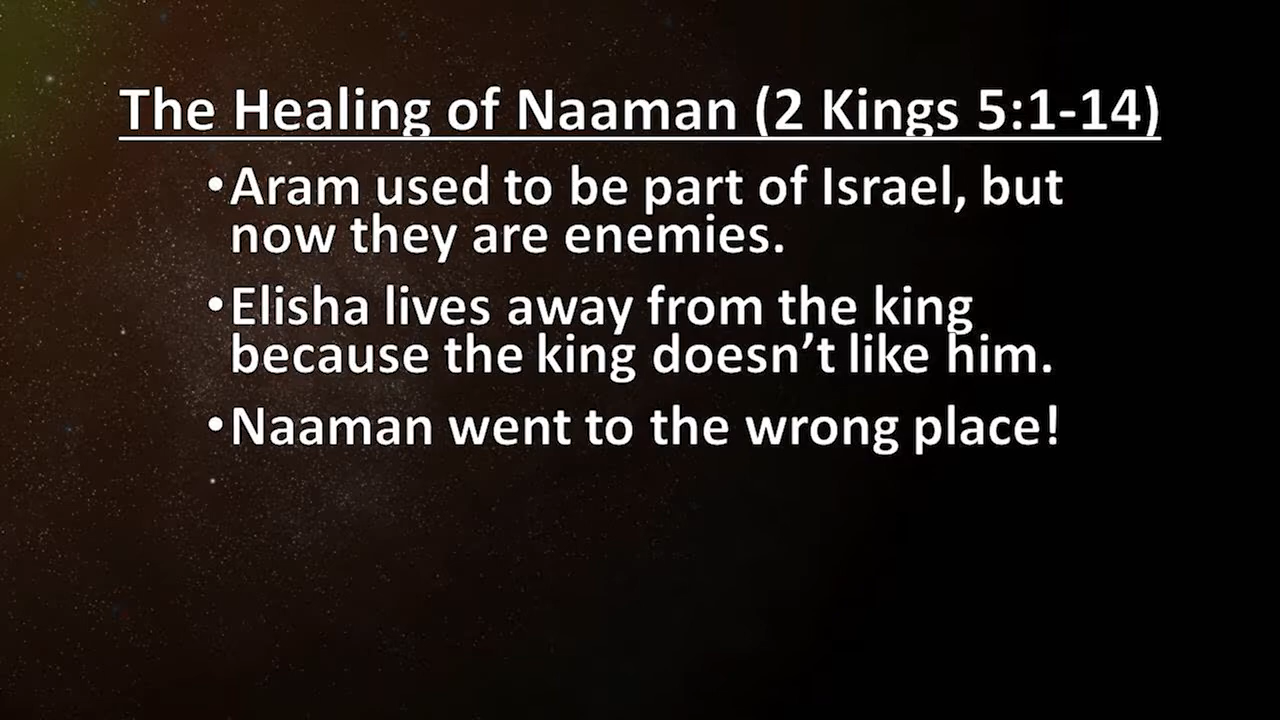 The Healing of Naaman (2 Kings 5:1-14)
•Aram used to be part of Israel, but
now they are enemies.
•Elisha lives away from the king
because the king doesn’t like him.
•Naaman went to the wrong place!